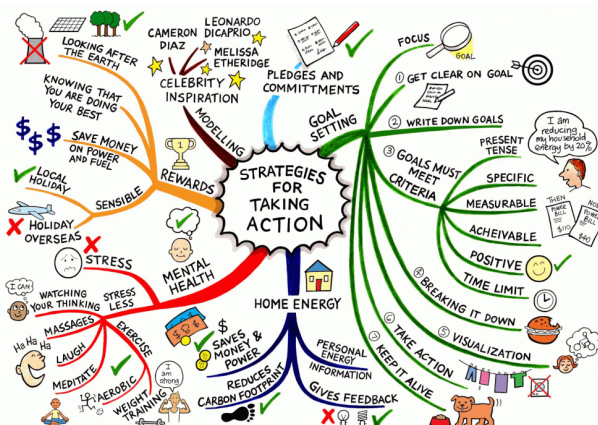 STRATEGIES
FOR
TAKING
ACTION
PLEDGES AND
COMMITTMENTS
GOAL
SETTING
FOCUS
GOAL
① GET CLEAR ON GOAL
② WRITE DOWN GOALS
③ GOALS MUST
MEET
CRITERIA
PRESENT
TENSE
SPECIFIC
MEASURABLE
ACHEIVABLE
POSITIVE
TIME LIMIT
I am
reducing
my household
energy by 20%
THEN
POWER
BILL
$110
NOW
POWER
BILL
$40
④ BREAKING IT DOWN
⑤ VISUALIZATION
⑥ TAKE ACTION
⑦ KEEP IT ALIVE
HOME ENERGY
PERSONAL
ENERGY
INFORMATION
GIVES FEEDBACK
REDUCES
CARBON FOOTPRINT
$
SAVES
MONEY &
POWER
MENTAL
HEALTH
STRESS
STRESS
LESS
WATCHING YOUR THINKING
I CAN!
MASSAGES
LAUGH
Ha Ha Ha
MEDITATE
EXERCISE
AEROBIC
WEIGHT
TRAINING
I am
strong
REWARDS
1
SENSIBLE
LOOKING AFTER
THE EARTH
KNOWING THAT
YOU ARE DOING
YOUR BEST
$$$
SAVE MONEY
ON POWER
AND FUEL
LOCAL
HOLIDAY
HOLIDAY
OVERSEAS
MODELLING
CELEBRITY
INSPIRATION
CAMERON
DIAZ
LEONARDO
DICAPRIO
MELISSA
ETHERIDGE